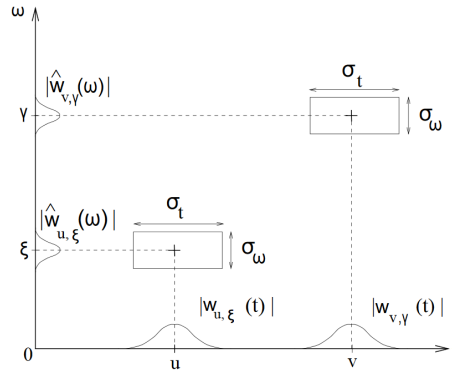 ω
|ŵ_{v,γ}(ω)|
σ_t
γ
σ_ω
|ŵ_{u,ξ}(ω)|
σ_t
ξ
σ_ω
|w_{u,ξ}(t)|
|w_{v,γ}(t)|
0
u
v
t